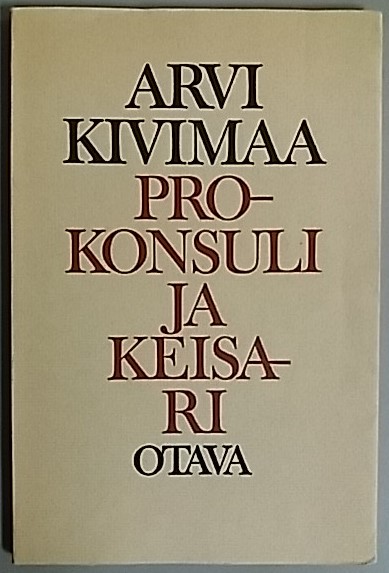 ARVI
KIVIMAA
PRO-
KONSULI
JA
KEISA-
RI
OTAVA